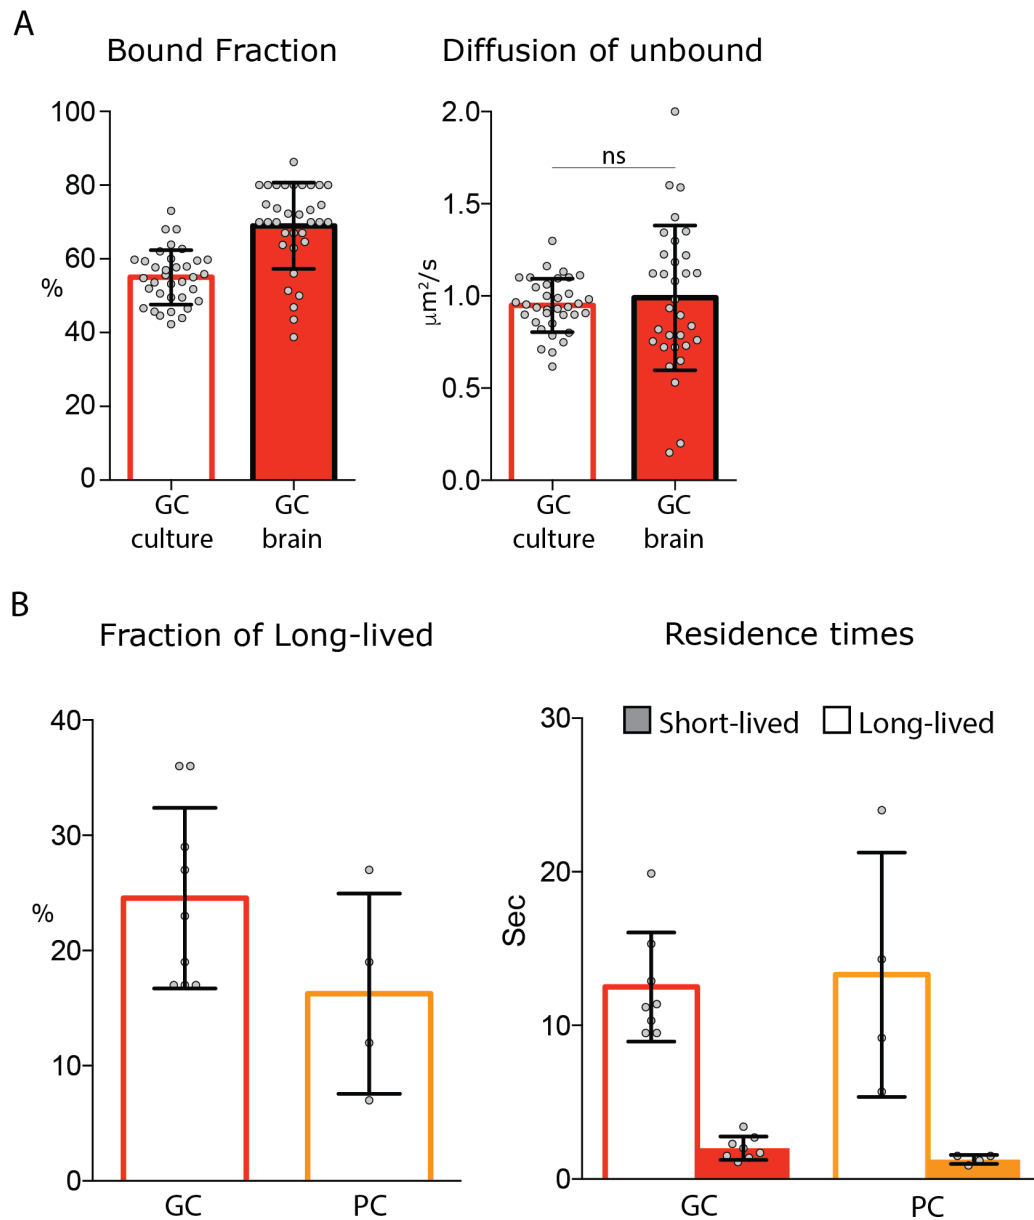 A
Bound Fraction
Diffusion of unbound
100
80
60
%
40
20
0
GC
culture
GC
brain
2.0
ns
1.5
μm²/s
1.0
0.5
0.0
GC
culture
GC
brain
B
Fraction of Long-lived
Residence times
40
30
%
20
10
0
GC
PC
30
Short-lived
Long-lived
20
Sec
10
0
GC
PC